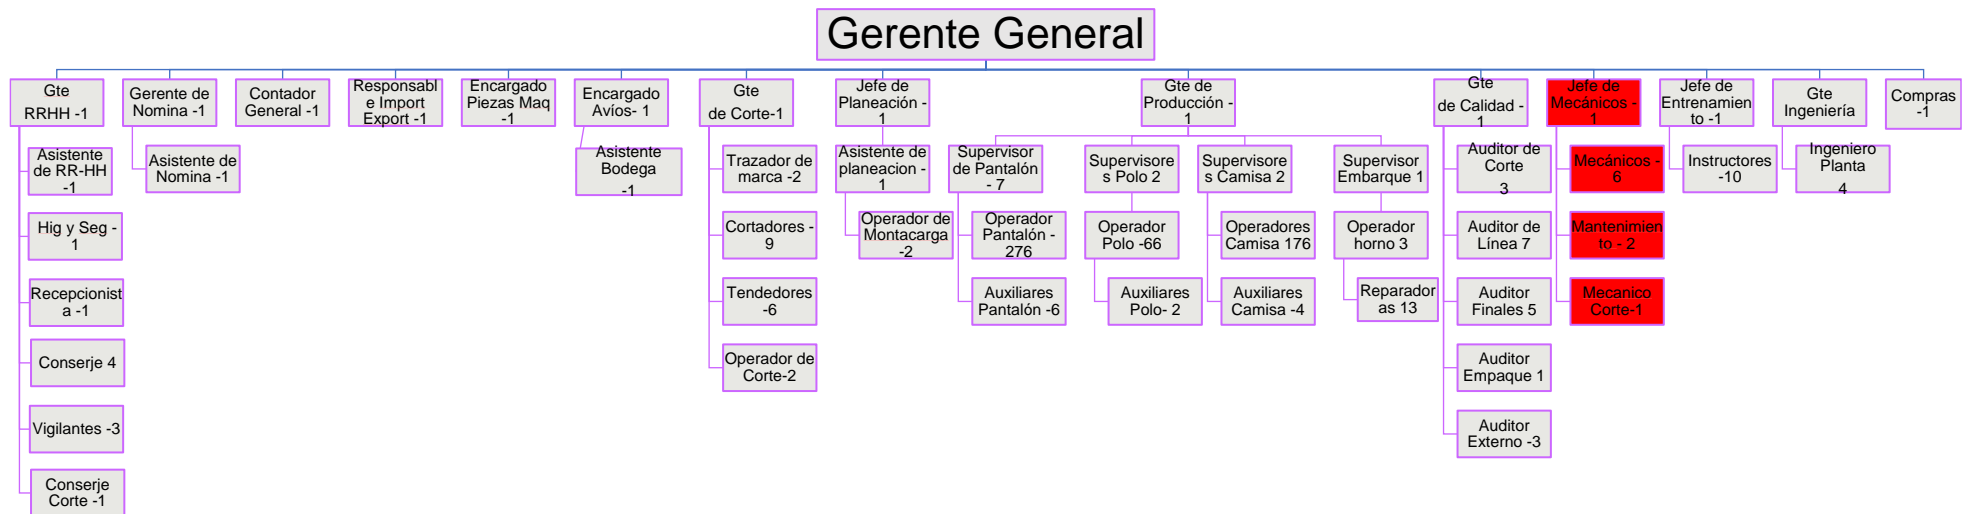 Gerente General
Gte
RRHH -1
Gerente de
Nomina -1
Contador
General -1
Responsabl
e Import
Export -1
Encargado
Piezas Maq
-1
Encargado
Avíos- 1
Gte
de Corte-1
Jefe de
Planeación -
1
Gte de
Producción -
1
Gte
de Calidad -
1
Jefe de
Mecánicos -
1
Jefe de
Entrenamien
to -1
Gte
Ingeniería
Compras
-1
Asistente
de RR-HH
-1
Asistente de
Nomina -1
Asistente
Bodega
-1
Trazador de
marca -2
Asistente de
planeacion -
1
Supervisor
de Pantalón
- 7
Supervisore
s Polo 2
Supervisore
s Camisa 2
Supervisor
Embarque 1
Auditor de
Corte
3
Mecánicos -
6
Instructores
-10
Ingeniero
Planta
4
Hig y Seg -
1
Cortadores -
9
Operador de
Montacarga
-2
Operador
Pantalón -
276
Operador
Polo -66
Operadores
Camisa 176
Operador
horno 3
Auditor de
Línea 7
Mantenimien
to - 2
Recepcionist
a -1
Tendedores
-6
Auxiliares
Pantalón -6
Auxiliares
Polo- 2
Auxiliares
Camisa -4
Reparador
as 13
Auditor
Finales 5
Mecanico
Corte-1
Conserje 4
Operador de
Corte-2
Auditor
Empaque 1
Vigilantes -3
Auditor
Externo -3
Conserje
Corte -1